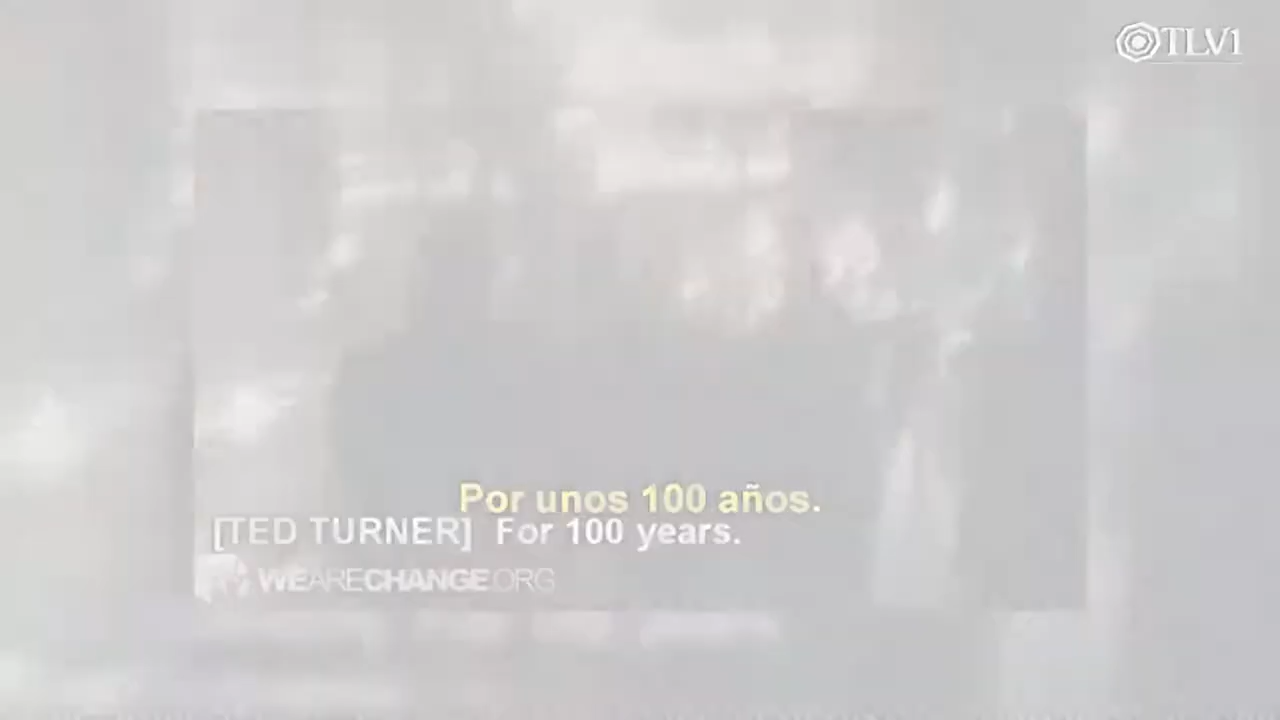 TLV1
Por unos 100 años.
[TED TURNER] For 100 years.
WEARECHANGE.ORG